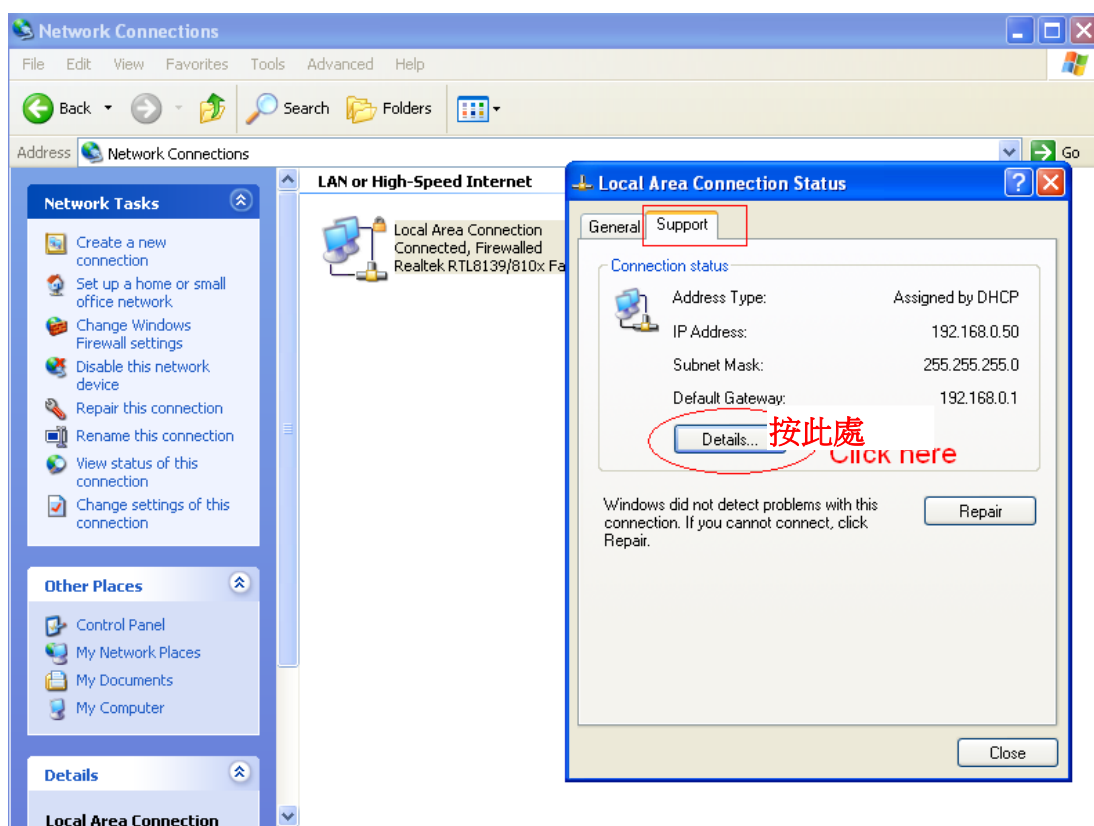 Network Connections
File Edit View Favorites Tools Advanced Help
Back Search Folders
Address Network Connections Go
Network Tasks
Create a new
connection
Set up a home or small
office network
Change Windows
Firewall settings
Disable this network
device
Repair this connection
Rename this connection
View status of this
connection
Change settings of this
connection
Other Places
Control Panel
My Network Places
My Documents
My Computer
Details
Local Area Connection
LAN or High-Speed Internet
Local Area Connection
Connected, Firewalled
Realtek RTL8139/810x Fa
Local Area Connection Status
General Support
Connection status
Address Type: Assigned by DHCP
IP Address: 192.168.0.50
Subnet Mask: 255.255.255.0
Default Gateway: 192.168.0.1
Details... 按此處
Click here
Windows did not detect problems with this
connection. If you cannot connect, click
Repair.
Repair
Close